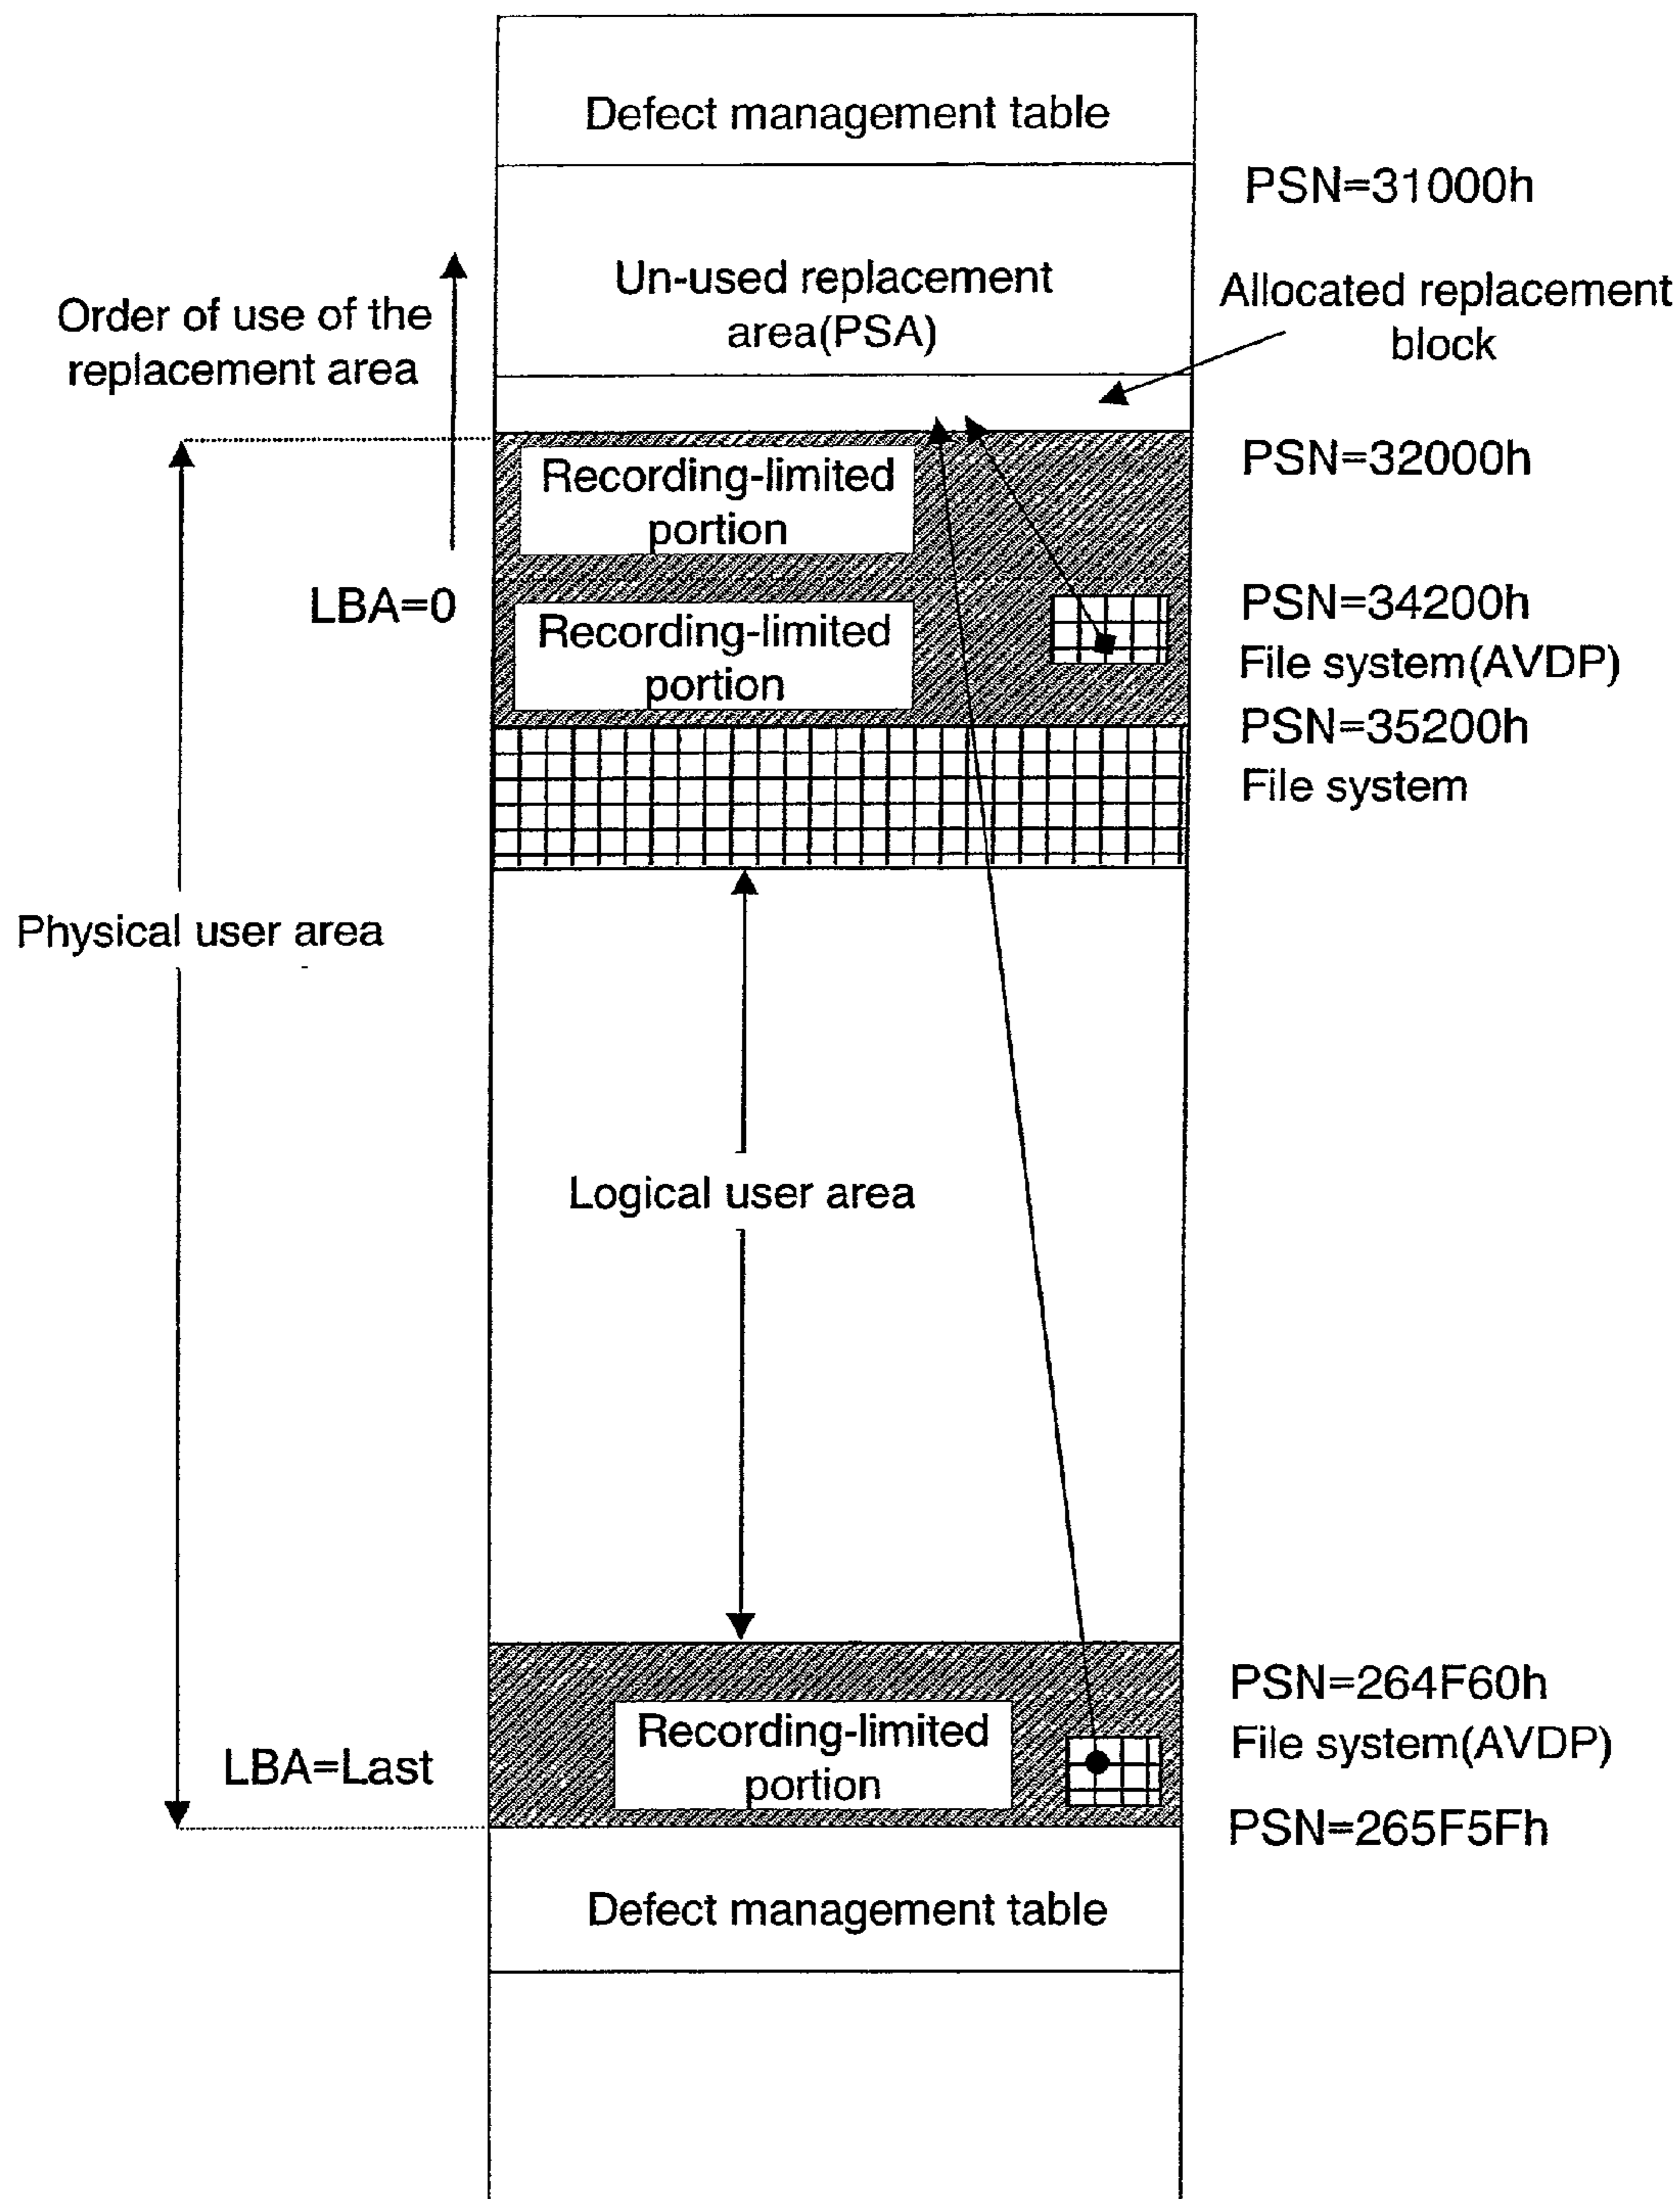 Defect management table
PSN=31000h
Un-used replacement
area(PSA)
Allocated replacement
block
Order of use of the
replacement area
PSN=32000h
Recording-limited
portion
LBA=0
Recording-limited
portion
PSN=34200h
File system(AVDP)
PSN=35200h
File system
Physical user area
Logical user area
PSN=264F60h
File system(AVDP)
Recording-limited
portion
LBA=Last
PSN=265F5Fh
Defect management table